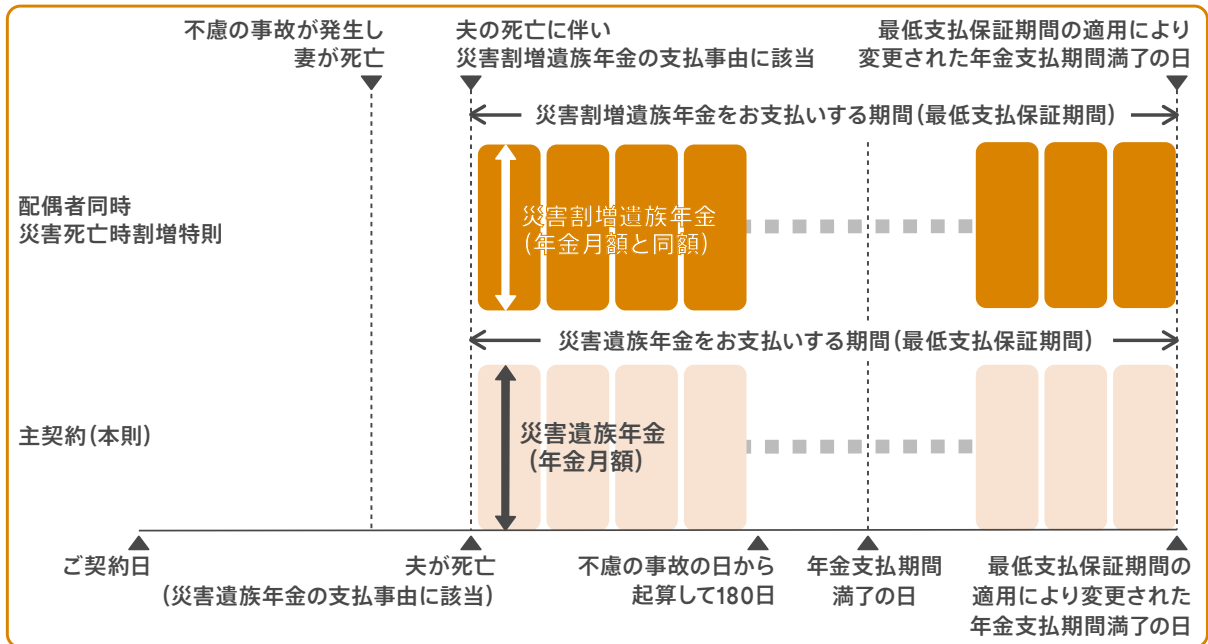 不慮の事故が発生し
妻が死亡
夫の死亡に伴い
災害割増遺族年金の支払事由に該当
最低支払保証期間の適用により
変更された年金支払期間満了の日
災害割増遺族年金をお支払いする期間(最低支払保証期間)
配偶者同時
災害死亡時割増特則
災害割増遺族年金
(年金月額と同額)
災害遺族年金をお支払いする期間(最低支払保証期間)
主契約(本則)
災害遺族年金
(年金月額)
ご契約日
夫が死亡
(災害遺族年金の支払事由に該当)
不慮の事故の日から
起算して180日
年金支払期間
満了の日
最低支払保証期間の
適用により変更された
年金支払期間満了の日